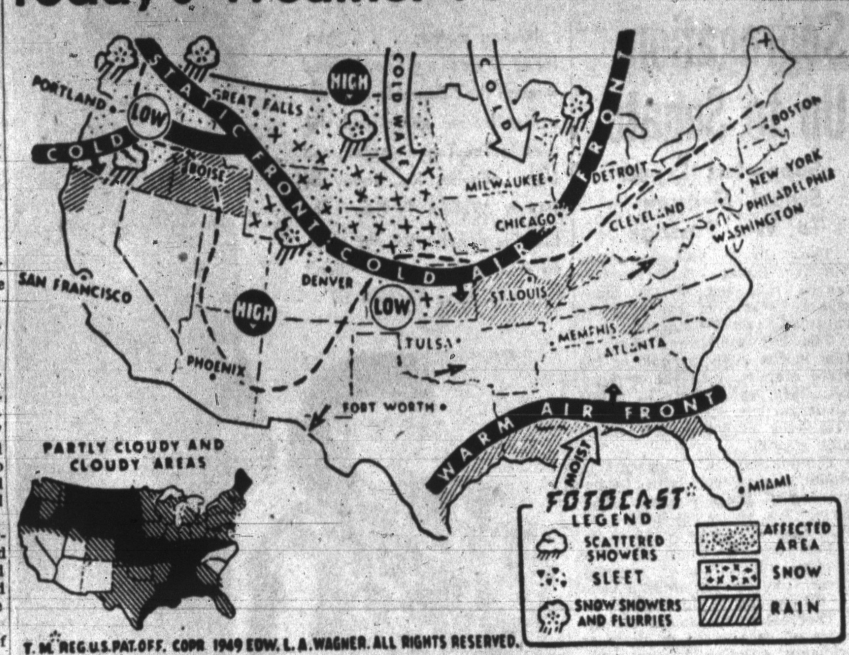 HIGH
COLD WAVE
COLD
STATIC FRONT
GREAT FALLS
PORTLAND
LOW
COLD
BOISE
FRONT
BOSTON
MILWAUKEE
DETROIT
NEW YORK
PHILADELPHIA
CHICAGO
CLEVELAND
WASHINGTON
COLD AIR
DENVER
SAN FRANCISCO
ST. LOUIS
HIGH
LOW
TULSA
MEMPHIS
ATLANTA
PHOENIX
FORT WORTH
WARM AIR FRONT
MOIST
MIAMI
PARTLY CLOUDY AND
CLOUDY AREAS
FOTOCAST
LEGEND
SCATTERED
SHOWERS
AFFECTED
AREA
SLEET
SNOW
SNOW SHOWERS
AND FLURRIES
RAIN
T. M. REG. U.S. PAT. OFF. COPR 1949 EDW. L. A. WAGNER. ALL RIGHTS RESERVED.